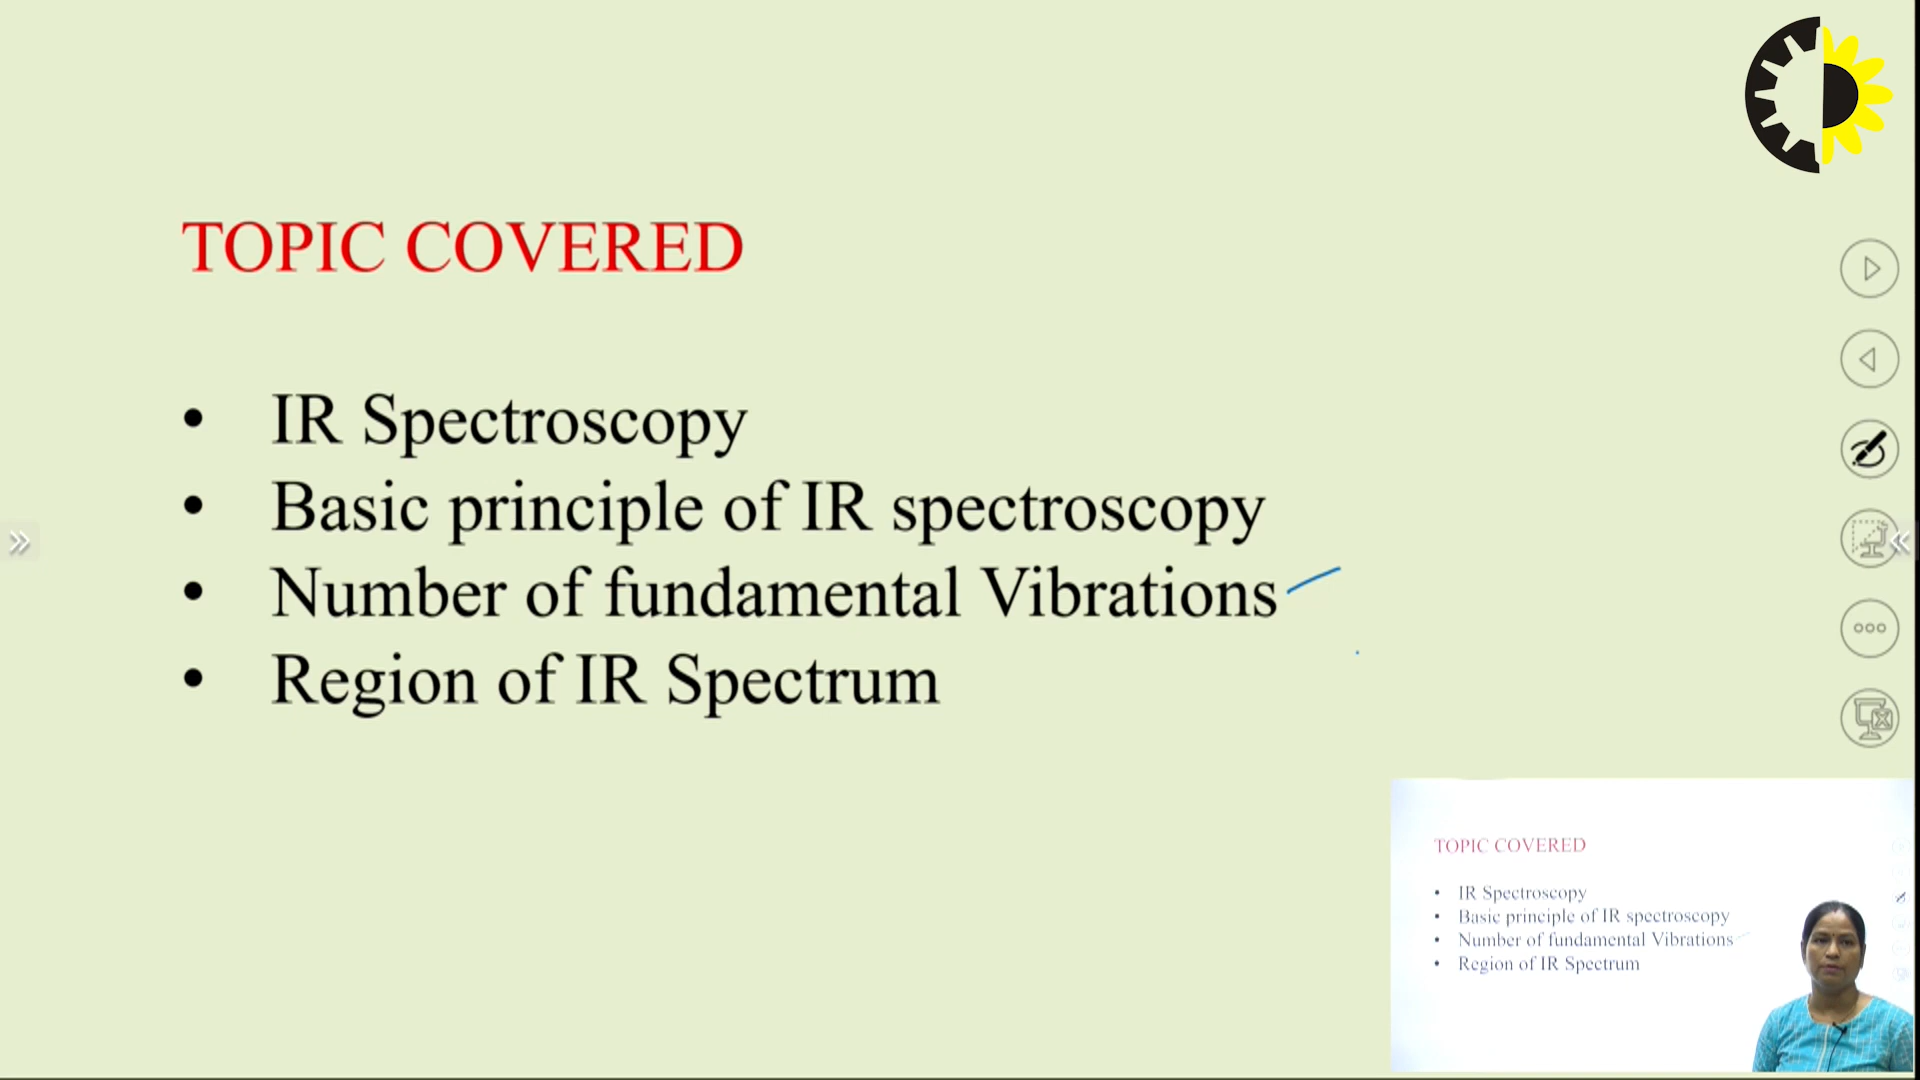 TOPIC COVERED
• IR Spectroscopy
• Basic principle of IR spectroscopy
• Number of fundamental Vibrations
• Region of IR Spectrum
TOPIC COVERED
• IR Spectroscopy
• Basic principle of IR spectroscopy
• Number of fundamental Vibrations
• Region of IR Spectrum